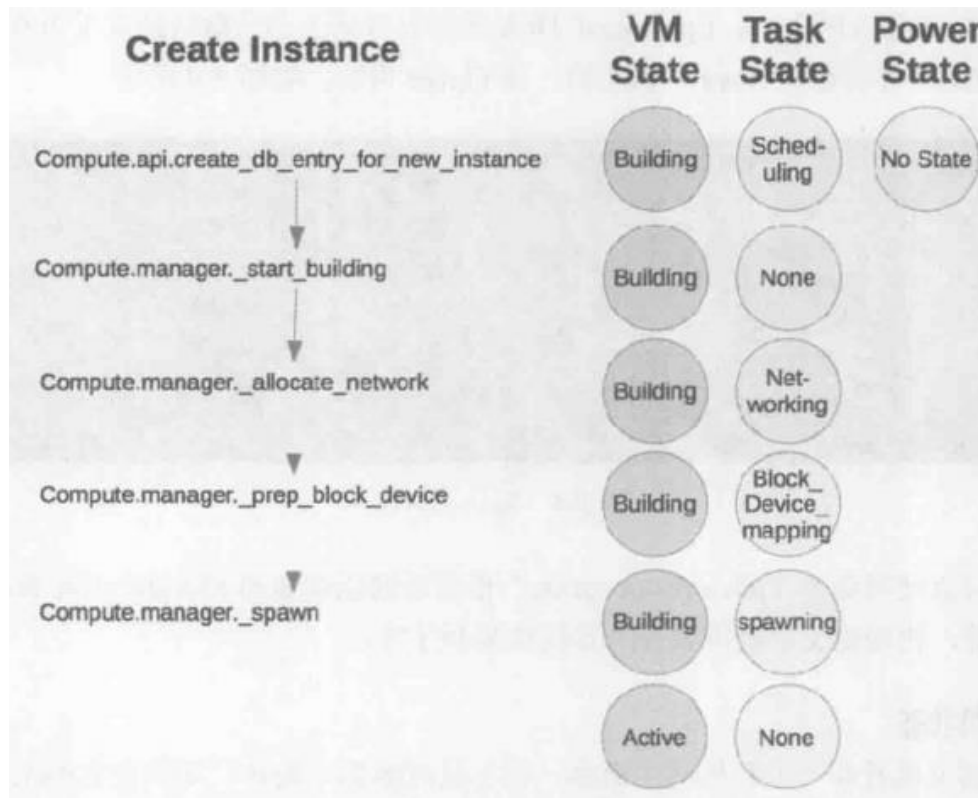 Create Instance
VM State
Task State
Power State
Compute.api.create_db_entry_for_new_instance
Building
Sched-
uling
No State
Compute.manager._start_building
Building
None
Compute.manager._allocate_network
Building
Net-
working
Compute.manager._prep_block_device
Building
Block_
Device_
mapping
Compute.manager._spawn
Building
spawning
Active
None